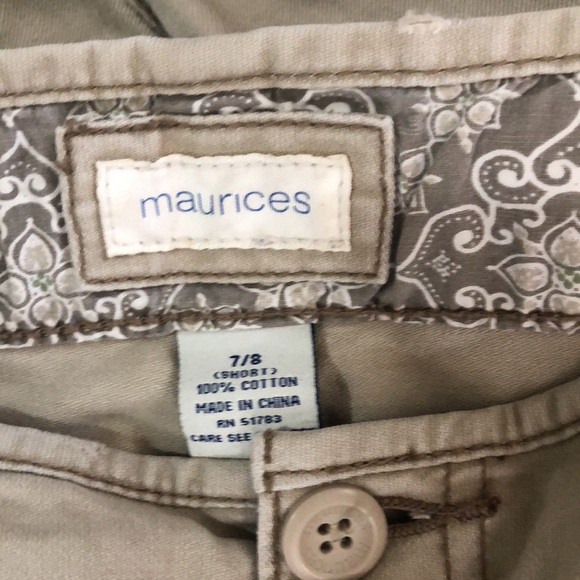 maurices
7/8
(SHORT)
100% COTTON
MADE IN CHINA
RN 51783
CARE SEE